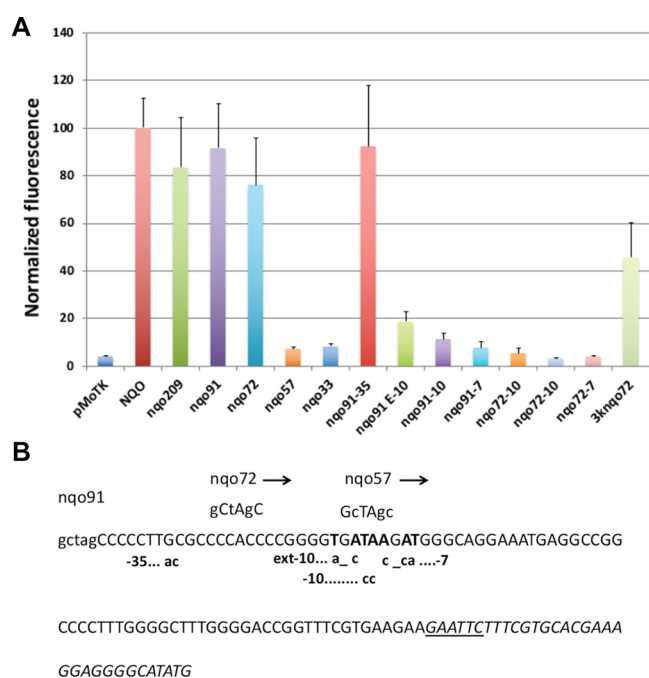 A
Normalized fluorescence
140
120
100
80
60
40
20
0
pMoTK
NQO
nqo209
nqo91
nqo72
nqo57
nqo33
nqo91-35
nqo91 E-10
nqo91-10
nqo91-7
nqo72-10
nqo72-10
nqo72-7
3knqo72
B
nqo72 → nqo57 →
nqo91
gCtAgC GcTAgc
gctagCCCCCTTGCGCCCCACCCCGGGGTGATAAGATGGGCAGGAAATGAGGCCGG
-35... ac ext-10... a_ c c _ca ....-7
-10........ cc
CCCCTTTGGGGCTTTGGGGACCGGTTTCGTGAAGAAGAATTCTTTCGTGCACGAAA
GGAGGGGCATATG